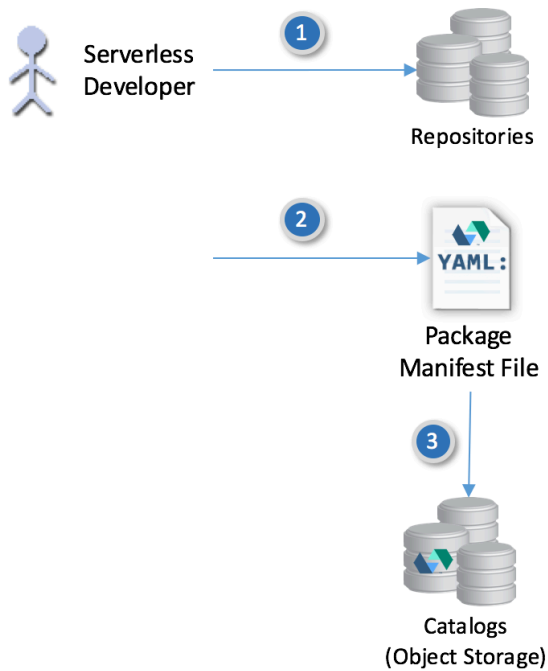 1
Serverless
Developer
Repositories
2
YAML:
Package
Manifest File
3
Catalogs
(Object Storage)